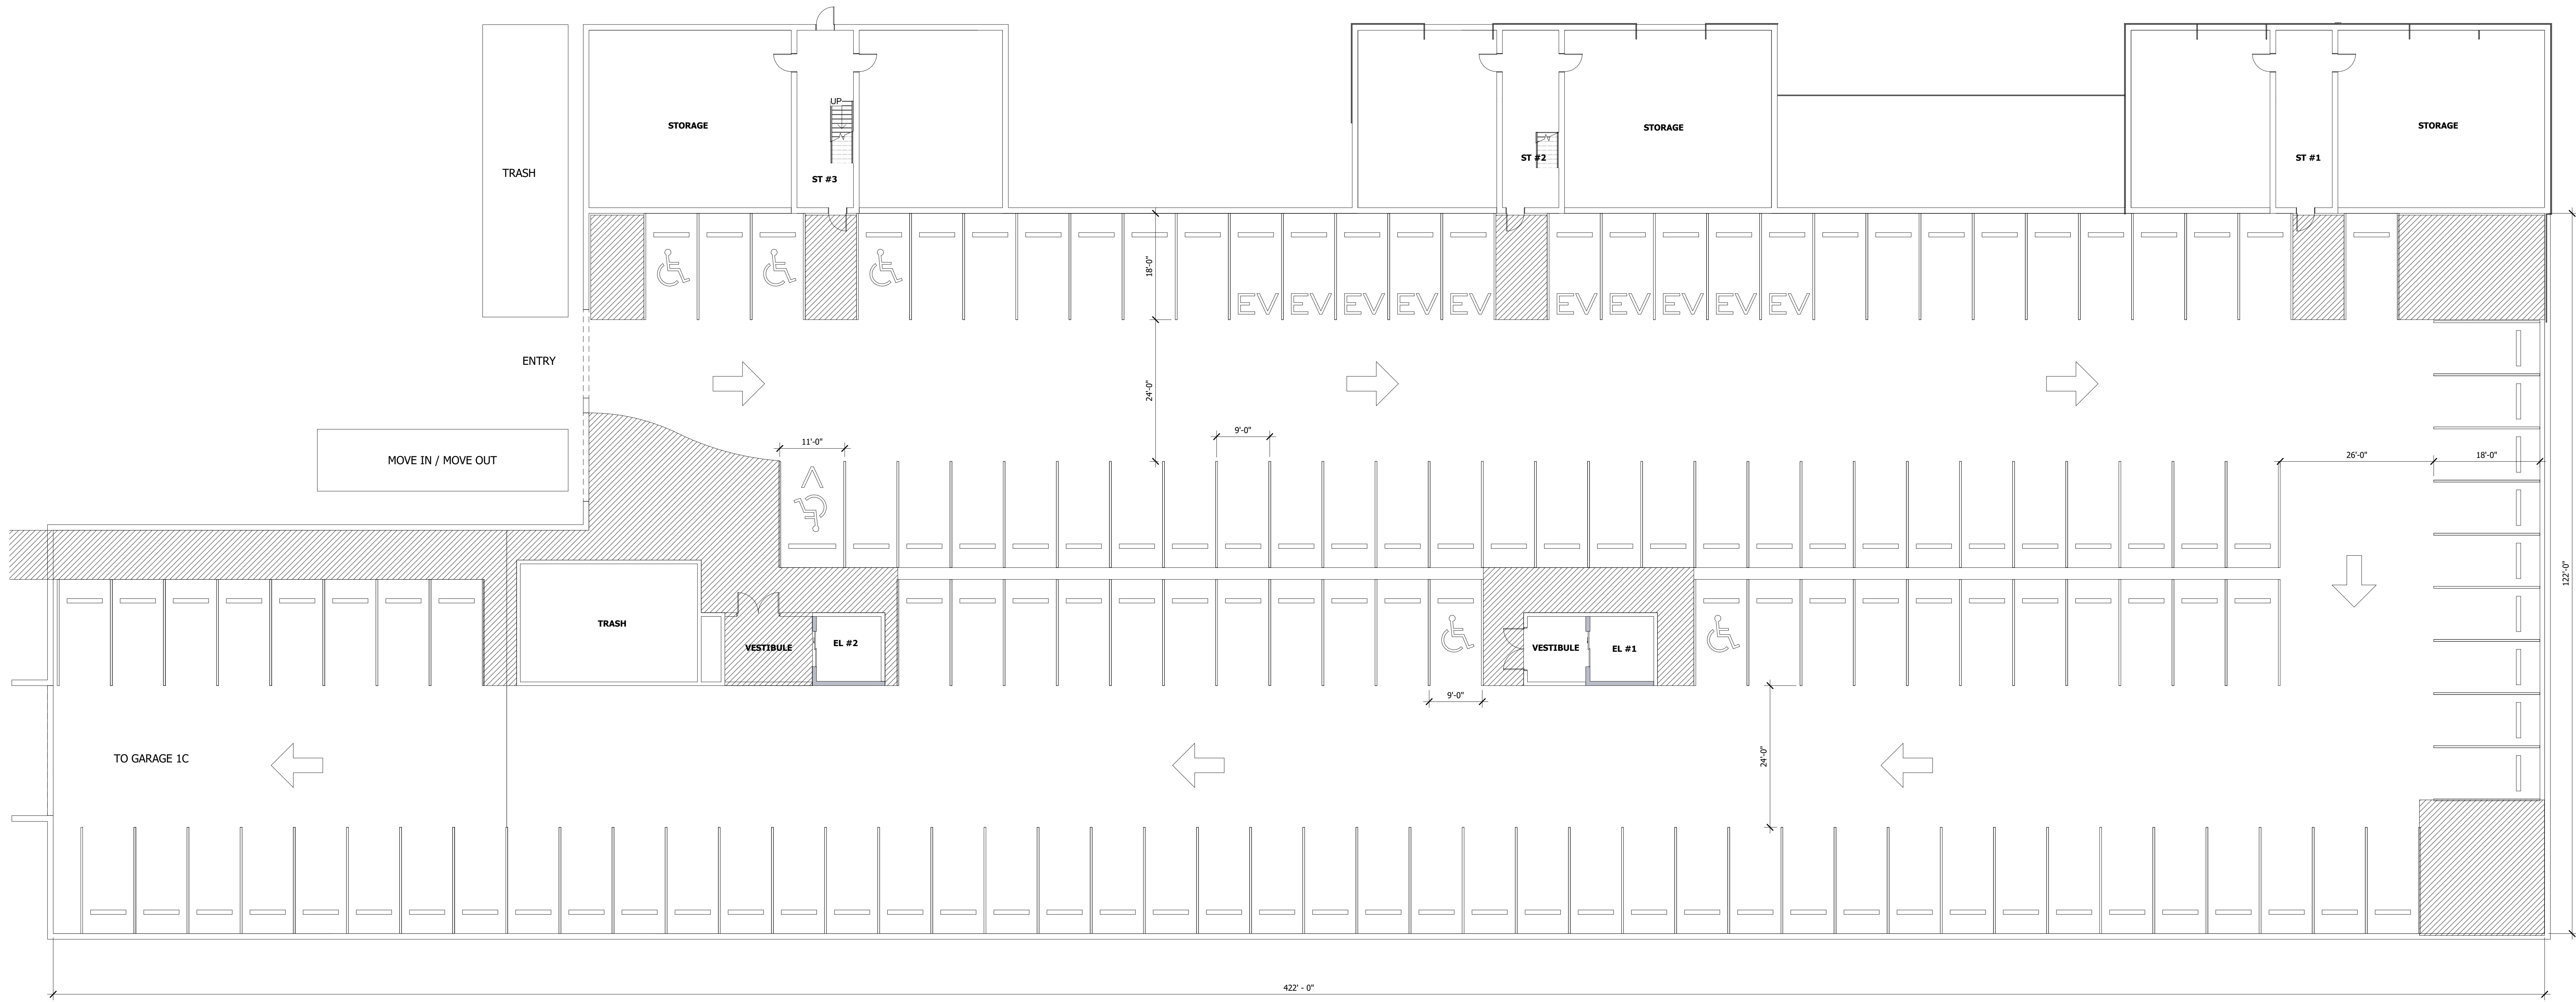 UP
STORAGE
STORAGE
STORAGE
ST #2
ST #1
TRASH
ST #3
18'-0"
EV
EV
EV
EV
EV
EV
EV
EV
EV
EV
ENTRY
24'-0"
9'-0"
11'-0"
26'-0"
18'-0"
MOVE IN / MOVE OUT
122'-0"
TRASH
VESTIBULE
EL #2
VESTIBULE
EL #1
9'-0"
24'-0"
TO GARAGE 1C
422' - 0"